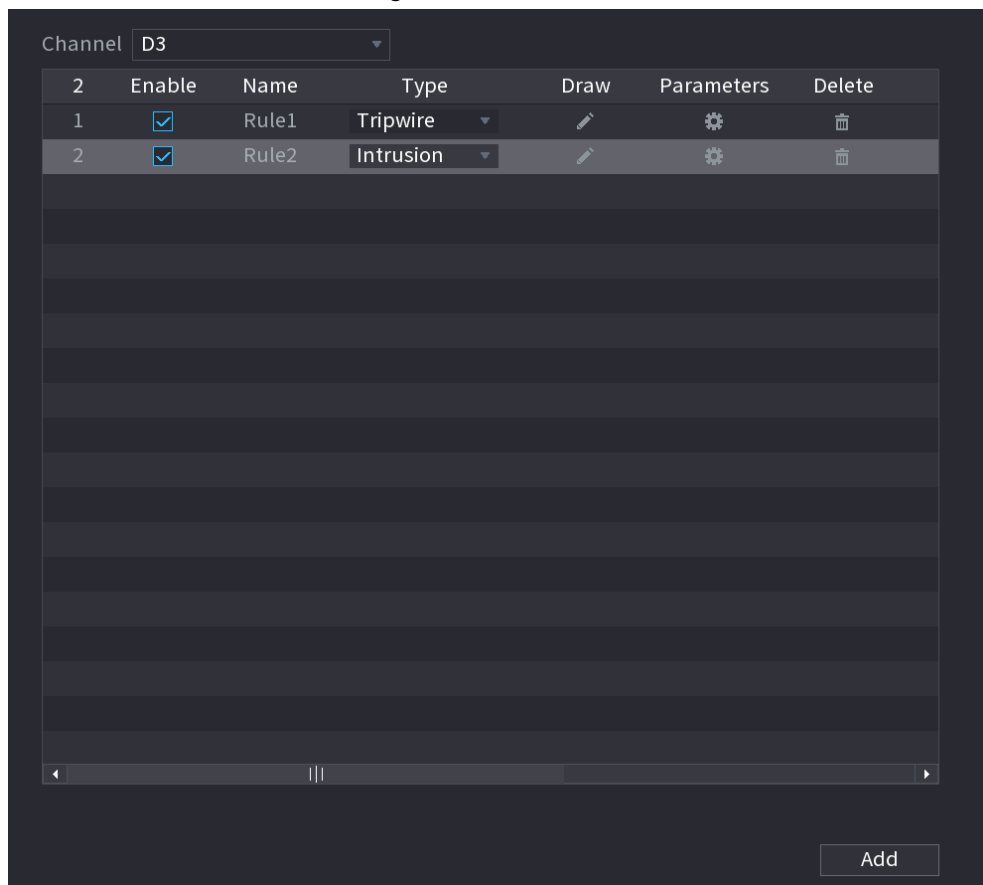 Channel D3
2 Enable Name Type Draw Parameters Delete
1 Rule1 Tripwire
2 Rule2 Intrusion
Add